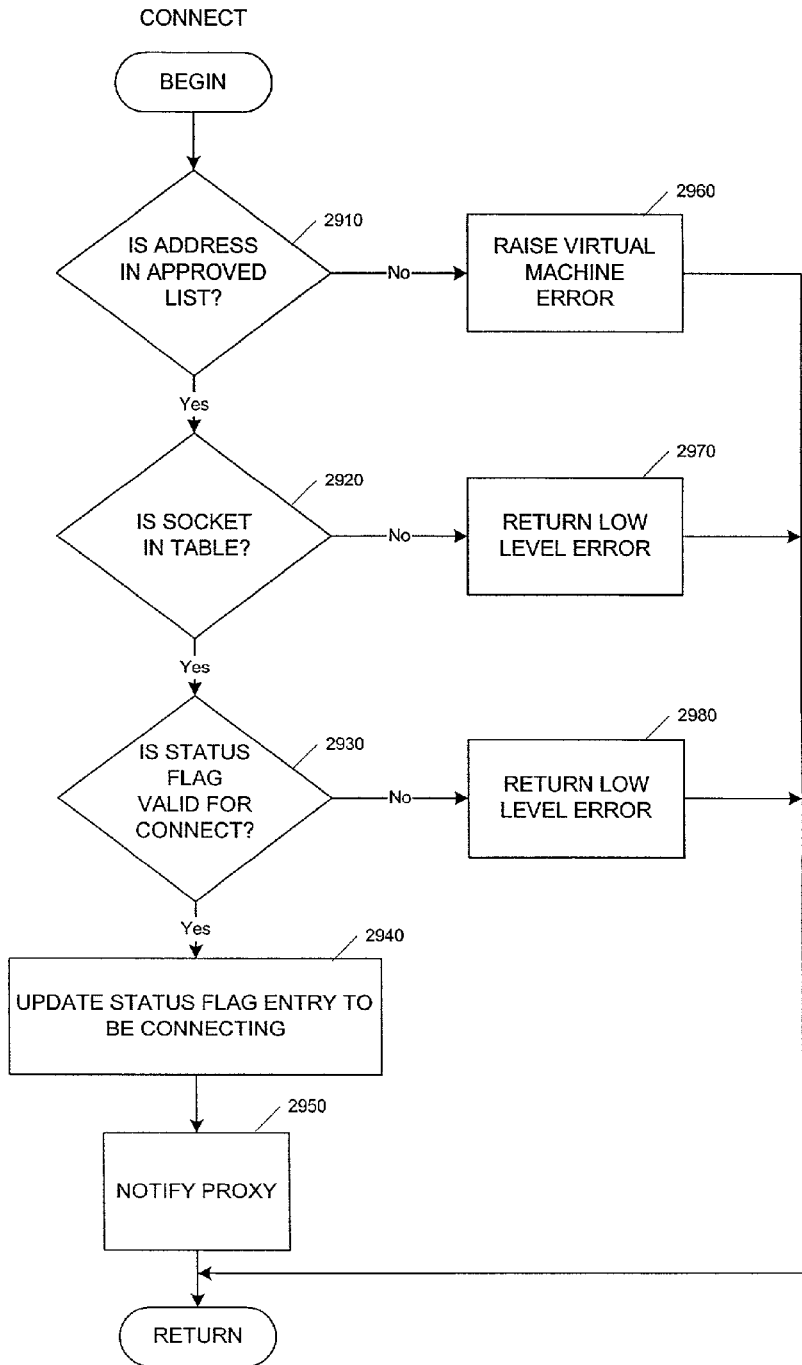 CONNECT
BEGIN
2910
IS ADDRESS
IN APPROVED
LIST?
No
2960
RAISE VIRTUAL
MACHINE
ERROR
Yes
2920
IS SOCKET
IN TABLE?
No
2970
RETURN LOW
LEVEL ERROR
Yes
2930
IS STATUS
FLAG
VALID FOR
CONNECT?
No
2980
RETURN LOW
LEVEL ERROR
Yes
2940
UPDATE STATUS FLAG ENTRY TO
BE CONNECTING
2950
NOTIFY PROXY
RETURN